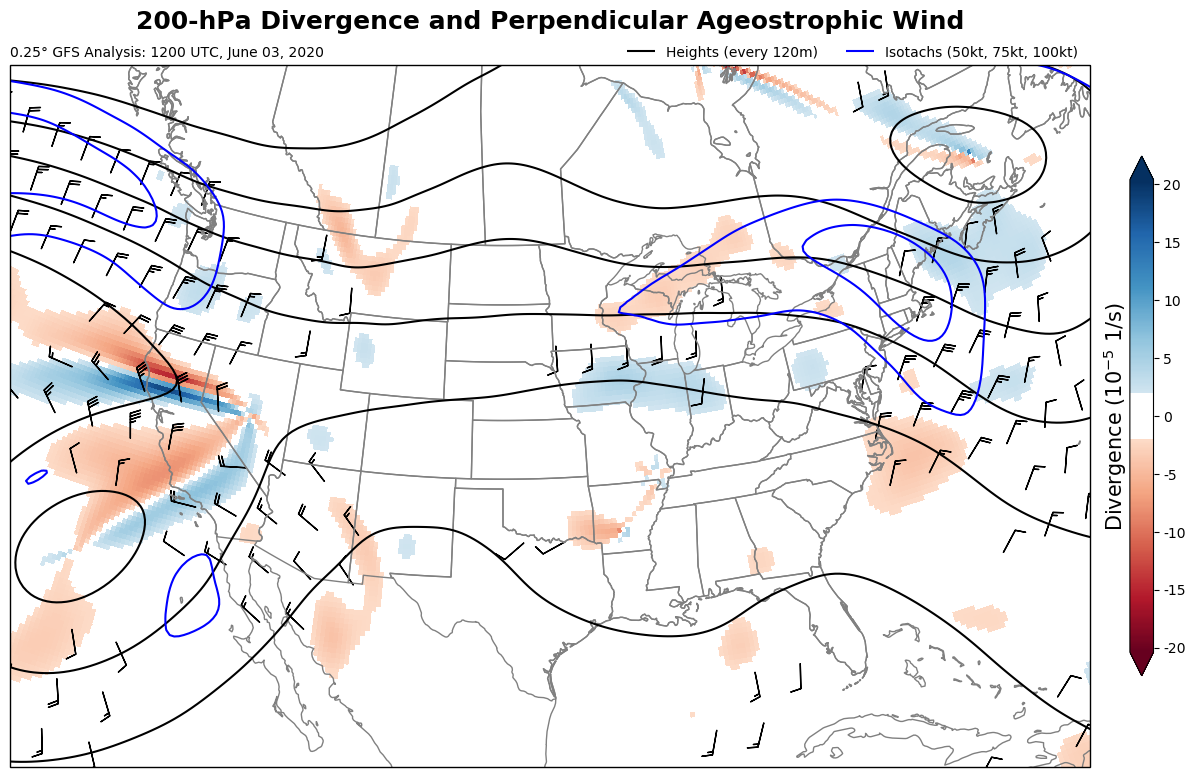 200-hPa Divergence and Perpendicular Ageostrophic Wind
0.25° GFS Analysis: 1200 UTC, June 03, 2020
Heights (every 120m)
Isotachs (50kt, 75kt, 100kt)
20
15
10
5
0
-5
-10
-15
-20
Divergence (10⁻⁵ 1/s)